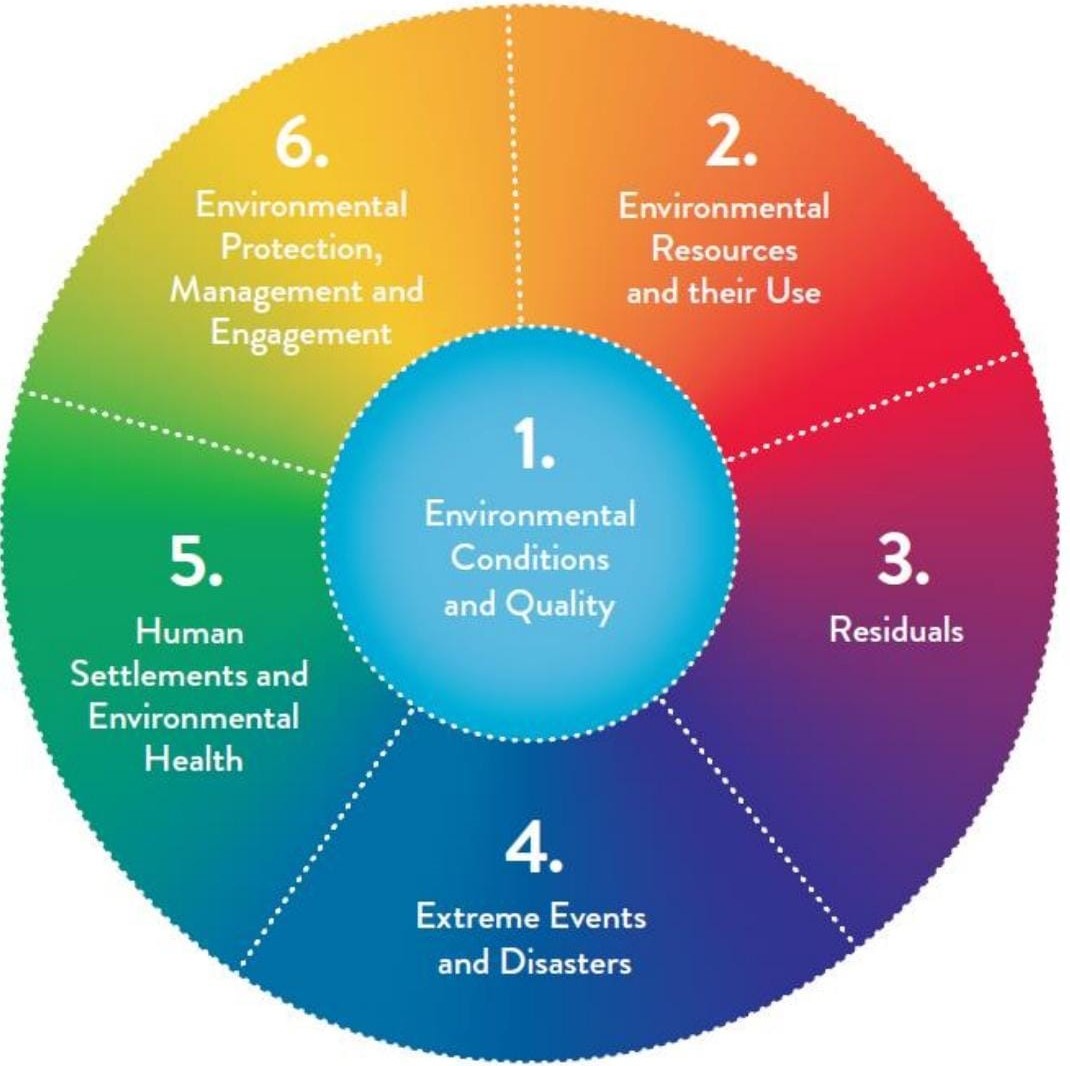 1.
Environmental
Conditions
and Quality
2.
Environmental
Resources
and their Use
3.
Residuals
4.
Extreme Events
and Disasters
5.
Human
Settlements and
Environmental
Health
6.
Environmental
Protection,
Management and
Engagement